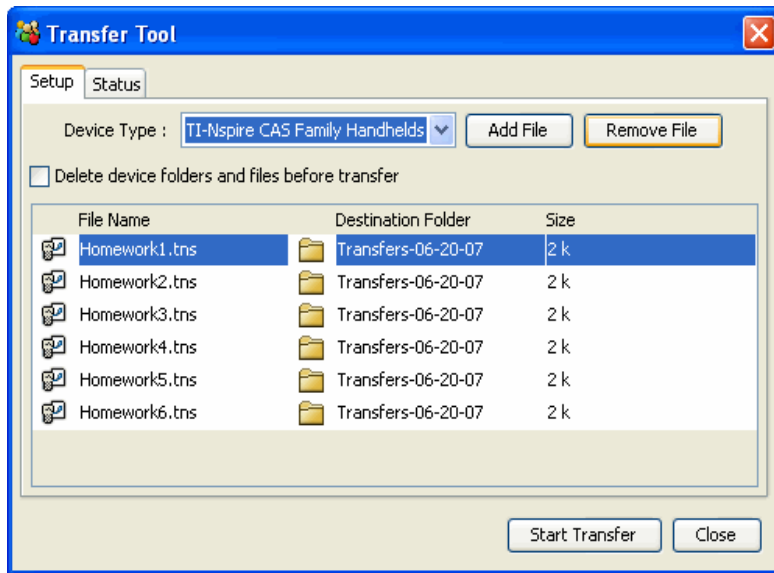 Transfer Tool
Setup Status
Device Type : TI-Nspire CAS Family Handhelds Add File Remove File
Delete device folders and files before transfer
File Name Destination Folder Size
Homework1.tns Transfers-06-20-07 2 k
Homework2.tns Transfers-06-20-07 2 k
Homework3.tns Transfers-06-20-07 2 k
Homework4.tns Transfers-06-20-07 2 k
Homework5.tns Transfers-06-20-07 2 k
Homework6.tns Transfers-06-20-07 2 k
Start Transfer Close